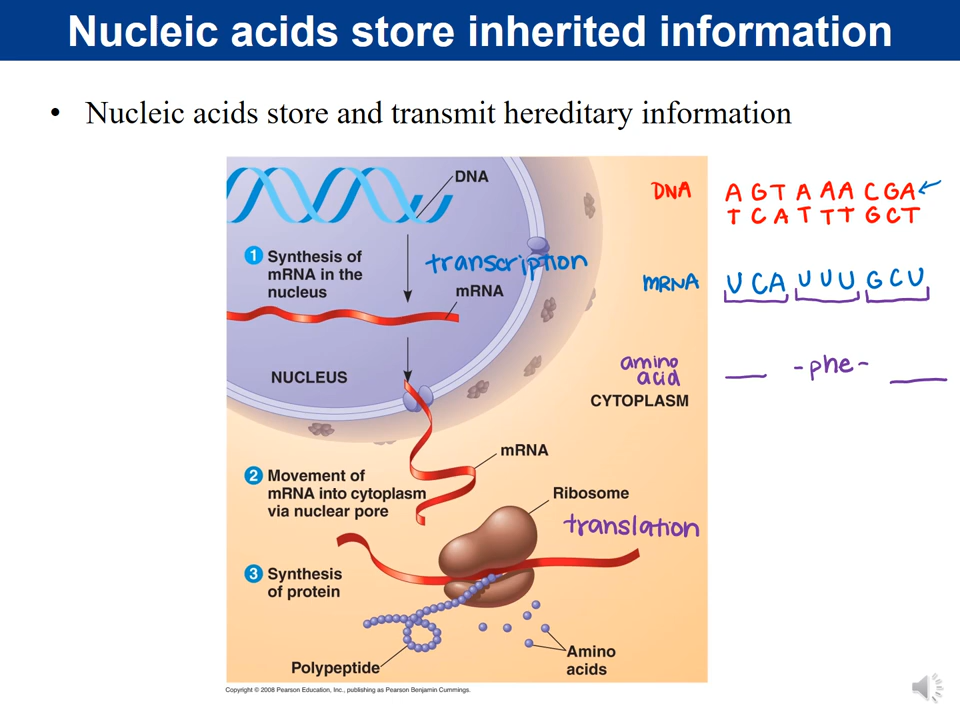 Nucleic acids store inherited information
• Nucleic acids store and transmit hereditary information
DNA
DNA
A G T A A A C G A
T C A T T T G C T
1 Synthesis of
mRNA in the
nucleus
transcription
mRNA
mRNA
U C A U U U G C U
NUCLEUS
amino
acid
- phe -
CYTOPLASM
mRNA
2 Movement of
mRNA into cytoplasm
via nuclear pore
Ribosome
translation
3 Synthesis
of protein
Polypeptide
Amino
acids
Copyright © 2008 Pearson Education, Inc., publishing as Pearson Benjamin Cummings.